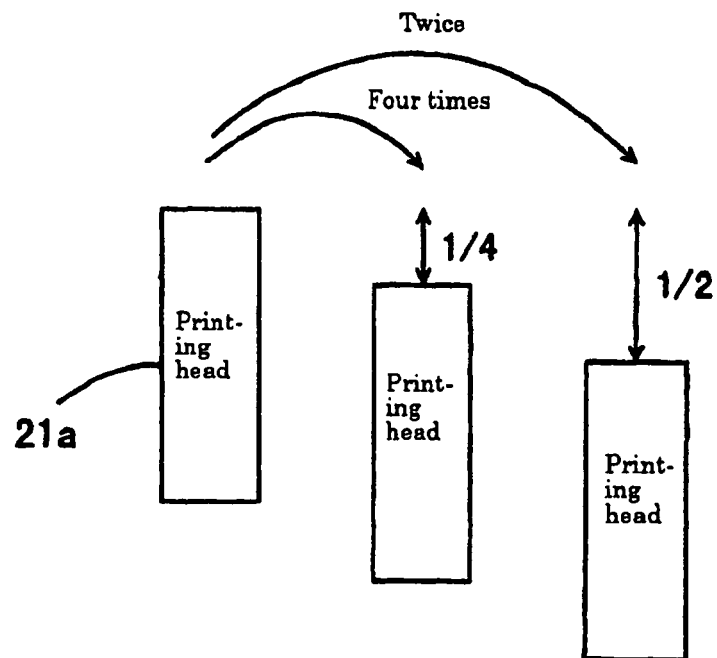 Twice
Four times
1/4
1/2
Print-
ing
head
21a
Print-
ing
head
Print-
ing
head